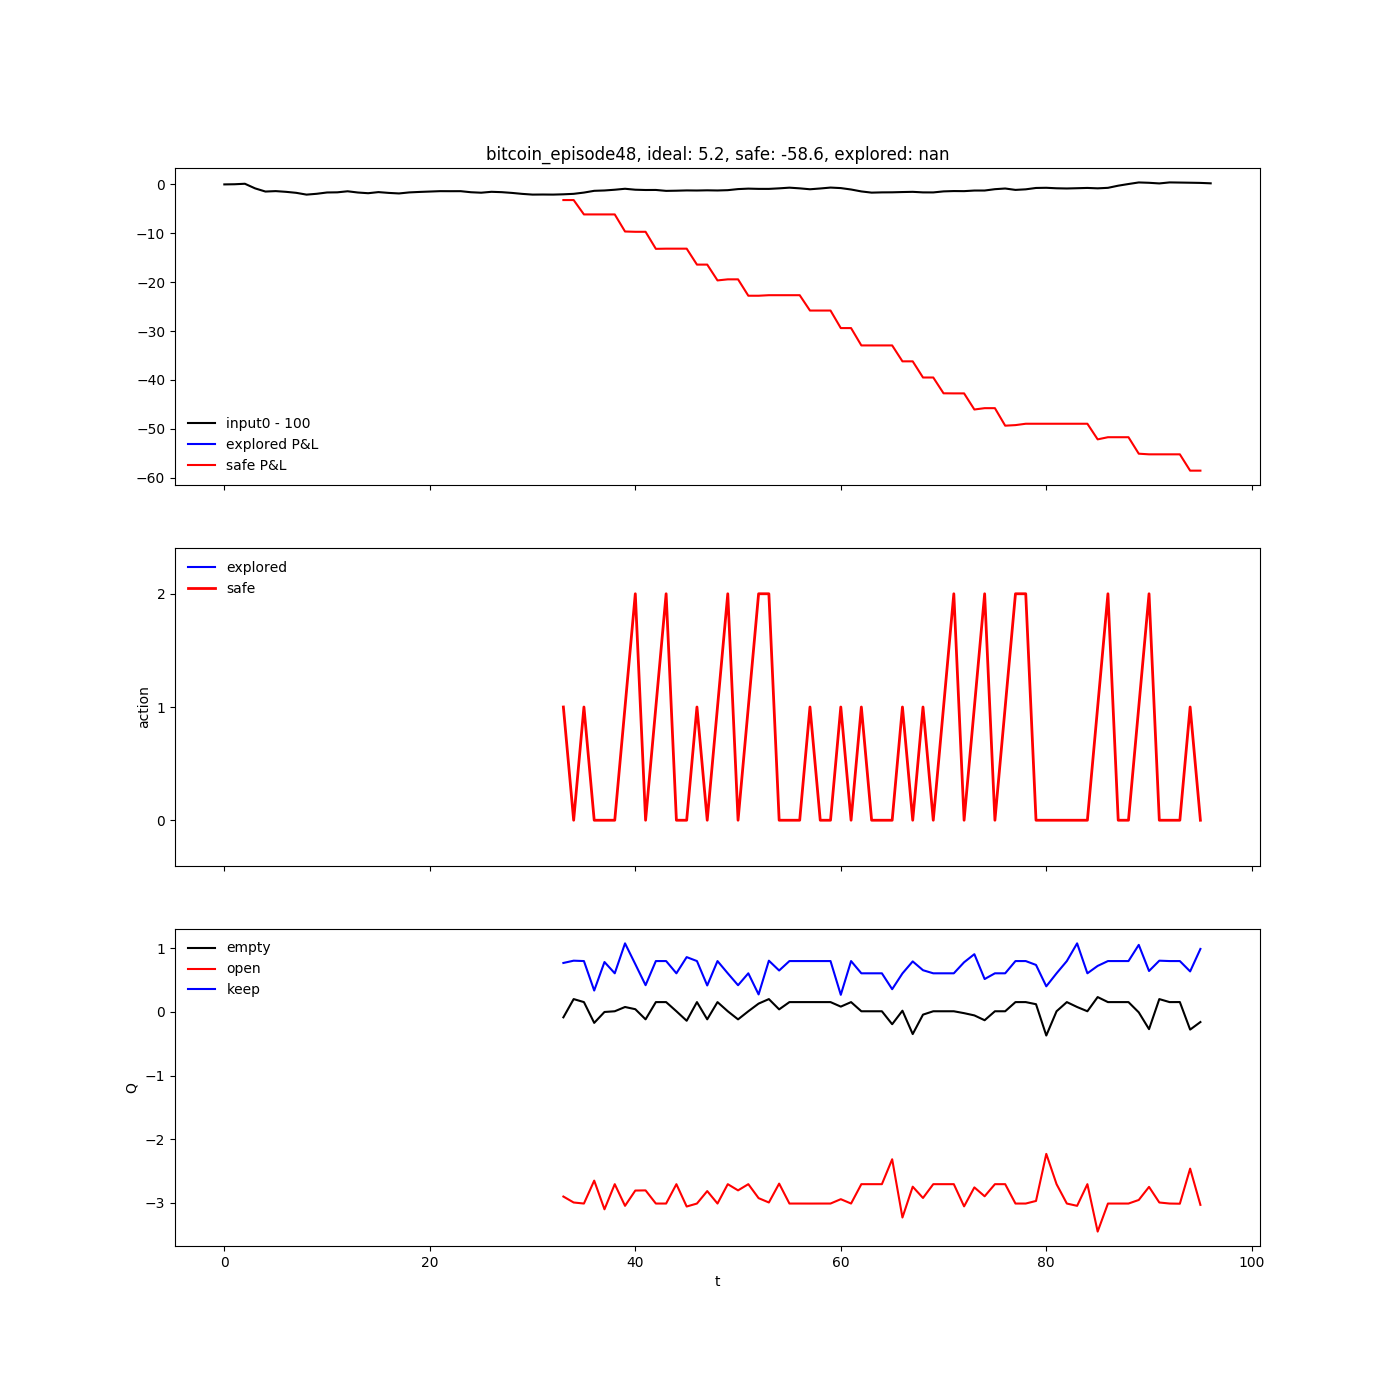 bitcoin_episode48, ideal: 5.2, safe: -58.6, explored: nan
0
−10
−20
−30
−40
−50
−60
input0 - 100
explored P&L
safe P&L
explored
safe
2
1
0
action
empty
open
keep
1
0
−1
−2
−3
Q
0 20 40 60 80 100
t